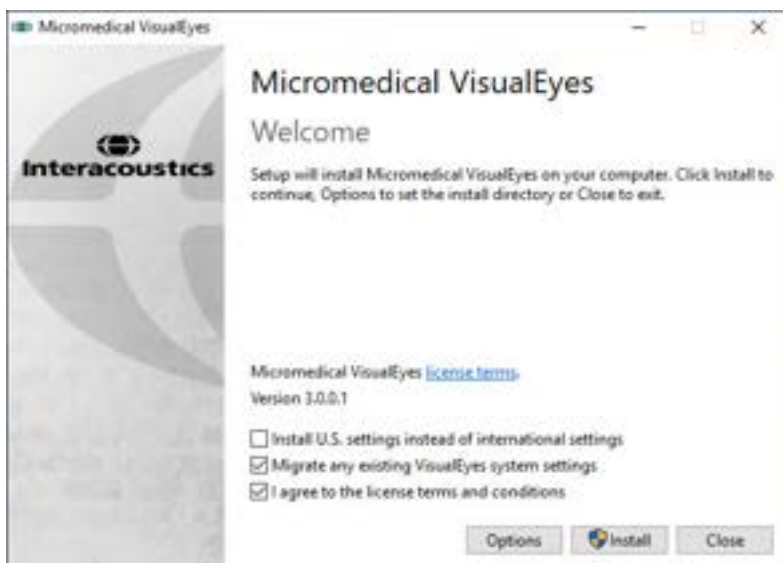 Micromedical VisualEyes
Interacoustics
Micromedical VisualEyes
Welcome
Setup will install Micromedical VisualEyes on your computer. Click Install to
continue, Options to set the install directory or Close to exit.
Micromedical VisualEyes license terms.
Version 3.0.0.1
Install U.S. settings instead of international settings
Migrate any existing VisualEyes system settings
I agree to the license terms and conditions
Options Install Close